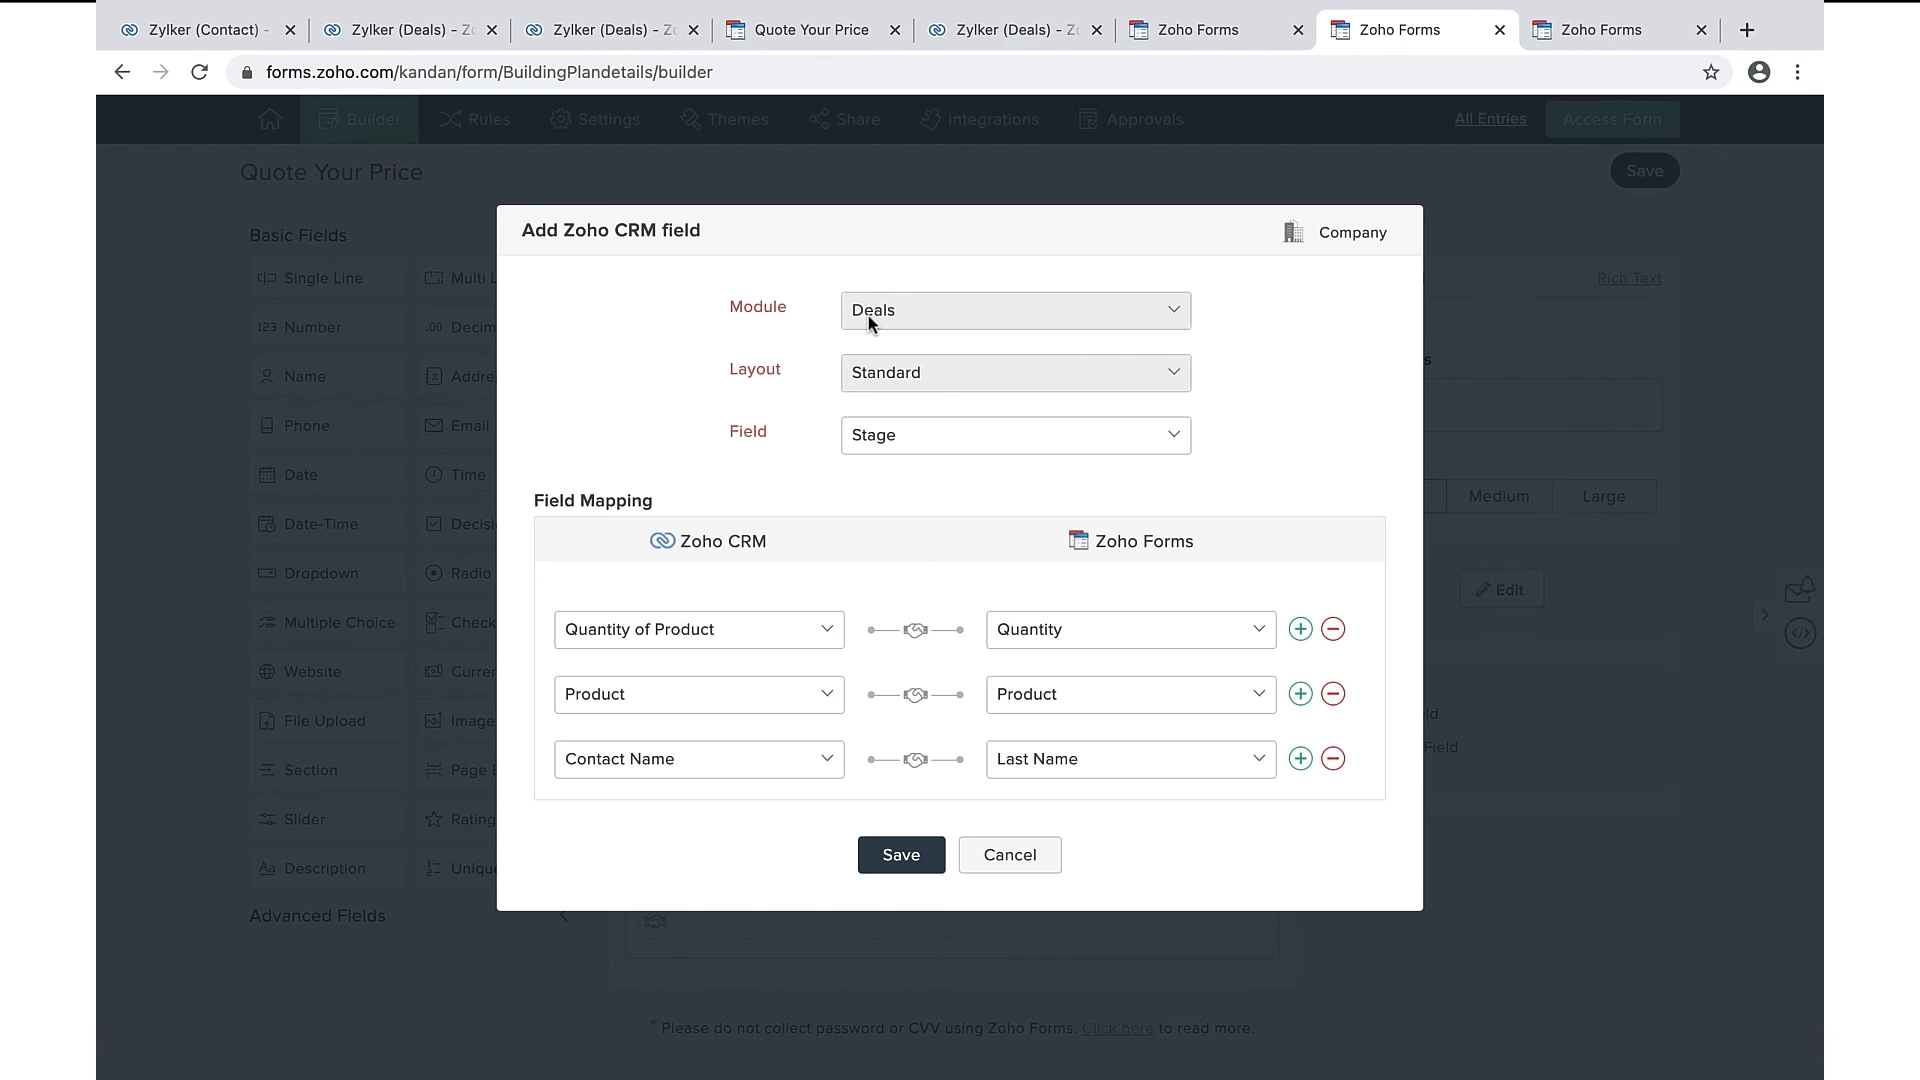 Zylker (Contact) -
Zylker (Deals) - Zo
Zylker (Deals) - Zo
Quote Your Price
Zylker (Deals) - Zo
Zoho Forms
Zoho Forms
Zoho Forms
forms.zoho.com/kandan/form/BuildingPlandetails/builder
Builder
Rules
Settings
Themes
Share
Integrations
Approvals
All Entries
Access Form
Quote Your Price
Save
Add Zoho CRM field
Company
Basic Fields
Single Line
Multi L
Rich Text
Number
Decim
Name
Addre
Phone
Email
Date
Time
Date-Time
Decisi
Dropdown
Radio
Multiple Choice
Check
Website
Curre
File Upload
Image
Section
Page B
Slider
Rating
Description
Uniqu
Advanced Fields
Module
Deals
Layout
Standard
s
Field
Stage
Medium
Large
Field Mapping
Zoho CRM
Zoho Forms
Edit
Quantity of Product
Quantity
Product
Product
ld
Field
Contact Name
Last Name
Save
Cancel
* Please do not collect password or CVV using Zoho Forms. Click here to read more.